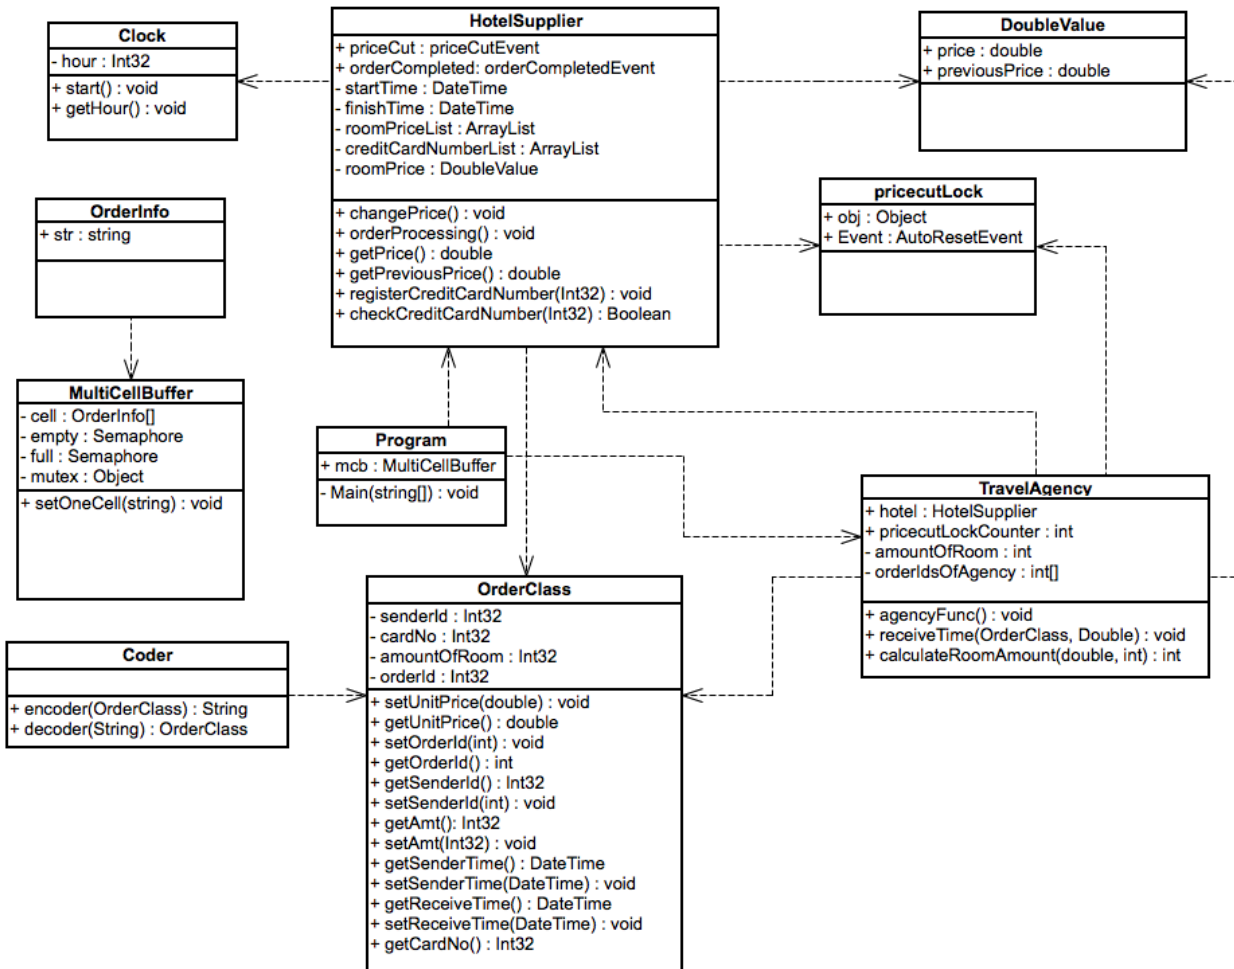 Clock
- hour : Int32
+ start() : void
+ getHour() : void
HotelSupplier
+ priceCut : priceCutEvent
+ orderCompleted: orderCompletedEvent
- startTime : DateTime
- finishTime : DateTime
- roomPriceList : ArrayList
- creditCardNumberList : ArrayList
- roomPrice : DoubleValue
+ changePrice() : void
+ orderProcessing() : void
+ getPrice() : double
+ getPreviousPrice() : double
+ registerCreditCardNumber(Int32) : void
+ checkCreditCardNumber(Int32) : Boolean
DoubleValue
+ price : double
+ previousPrice : double
OrderInfo
+ str : string
pricecutLock
+ obj : Object
+ Event : AutoResetEvent
MultiCellBuffer
- cell : OrderInfo[]
- empty : Semaphore
- full : Semaphore
- mutex : Object
+ setOneCell(string) : void
Program
+ mcb : MultiCellBuffer
- Main(string[]) : void
TravelAgency
+ hotel : HotelSupplier
+ pricecutLockCounter : int
- amountOfRoom : int
- orderIdsOfAgency : int[]
+ agencyFunc() : void
+ receiveTime(OrderClass, Double) : void
+ calculateRoomAmount(double, int) : int
Coder
+ encoder(OrderClass) : String
+ decoder(String) : OrderClass
OrderClass
- senderId : Int32
- cardNo : Int32
- amountOfRoom : Int32
- orderId : Int32
+ setUnitPrice(double) : void
+ getUnitPrice() : double
+ setOrderId(int) : void
+ getOrderId() : int
+ getSenderId() : Int32
+ setSenderId(int) : void
+ getAmt(): Int32
+ setAmt(Int32) : void
+ getSenderTime() : DateTime
+ setSenderTime(DateTime) : void
+ getReceiveTime() : DateTime
+ setReceiveTime(DateTime) : void
+ getCardNo() : Int32